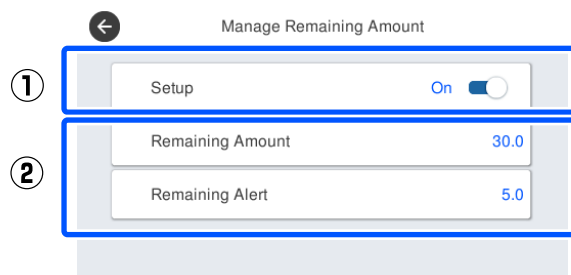 Manage Remaining Amount
① Setup On
② Remaining Amount 30.0
Remaining Alert 5.0